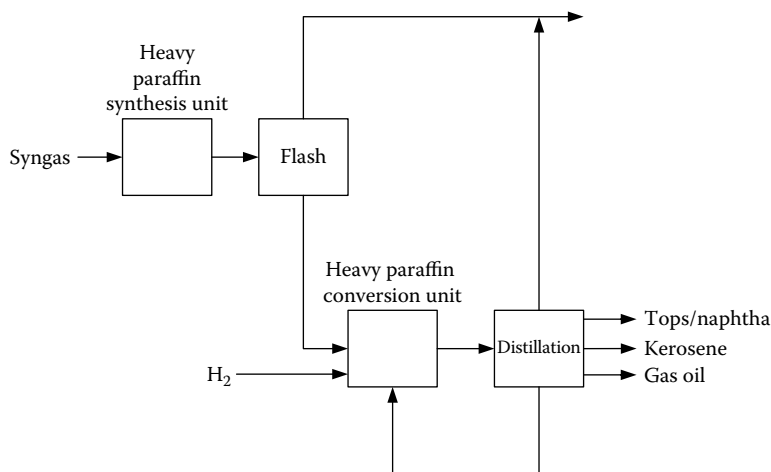 Heavy
paraffin
synthesis unit
Syngas
Flash
Heavy paraffin
conversion unit
H₂
Distillation
Tops/naphtha
Kerosene
Gas oil